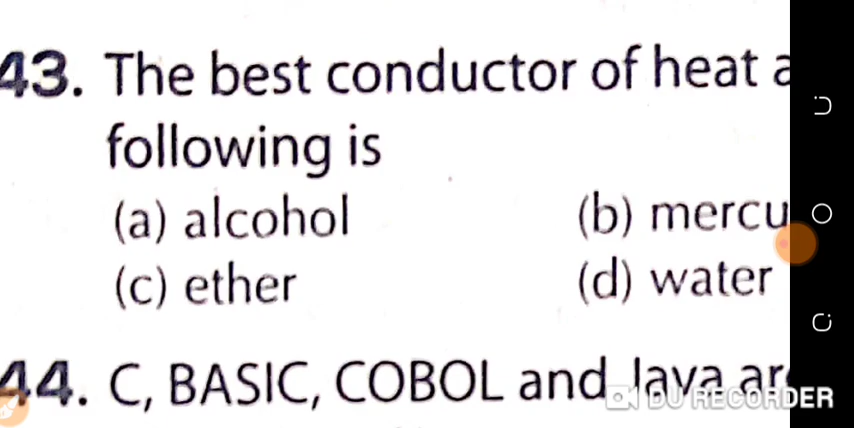 43. The best conductor of heat a
following is
(a) alcohol (b) mercu
(c) ether (d) water
44. C, BASIC, COBOL and Java are
DU RECORDER